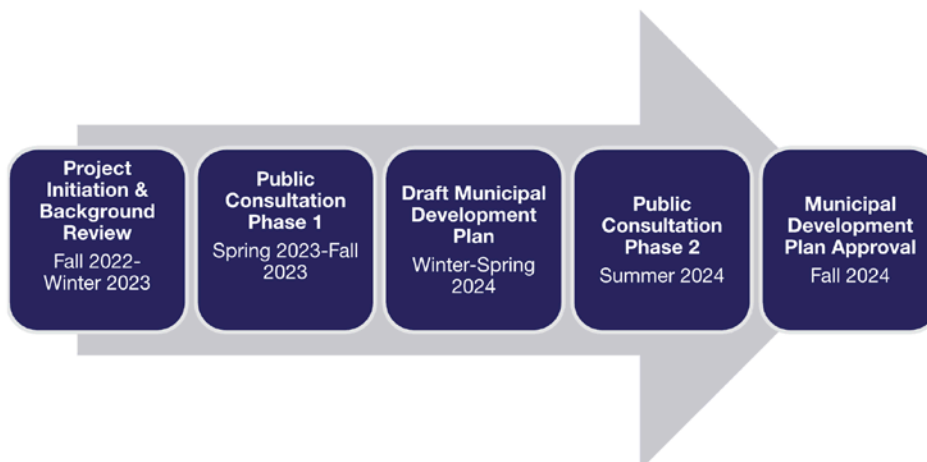 Project
Initiation &
Background
Review
Fall 2022-
Winter 2023
Public
Consultation
Phase 1
Spring 2023-Fall
2023
Draft Municipal
Development
Plan
Winter-Spring
2024
Public
Consultation
Phase 2
Summer 2024
Municipal
Development
Plan Approval
Fall 2024